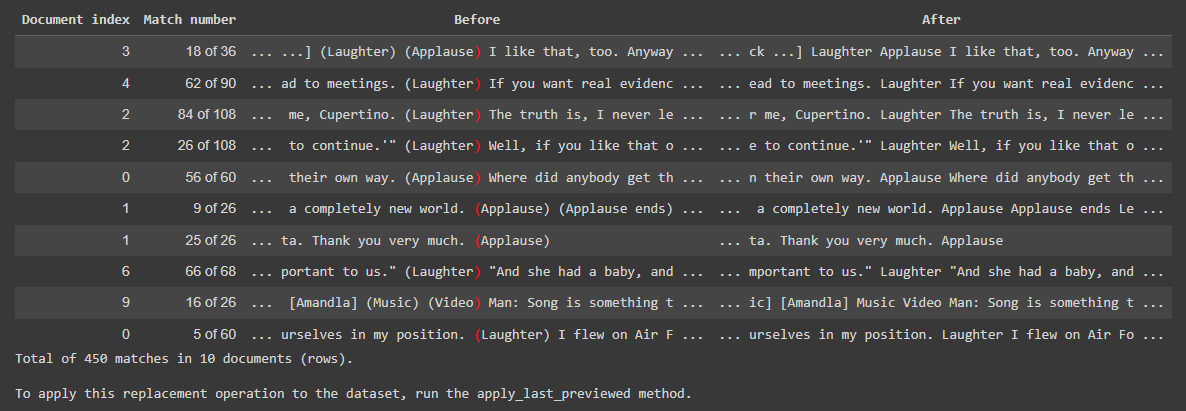 Document index Match number Before After
3 18 of 36 ... ...] (Laughter) (Applause) I like that, too. Anyway ... ... ck ...] Laughter Applause I like that, too. Anyway ...
4 62 of 90 ... ad to meetings. (Laughter) If you want real evidenc ... ... ead to meetings. Laughter If you want real evidenc ...
2 84 of 108 ... me, Cupertino. (Laughter) The truth is, I never le ... ... r me, Cupertino. Laughter The truth is, I never le ...
2 26 of 108 ... to continue.'" (Laughter) Well, if you like that o ... ... e to continue.'" Laughter Well, if you like that o ...
0 56 of 60 ... their own way. (Applause) Where did anybody get th ... ... n their own way. Applause Where did anybody get th ...
1 9 of 26 ... a completely new world. (Applause) (Applause ends) ... ... a completely new world. Applause Applause ends Le ...
1 25 of 26 ... ta. Thank you very much. (Applause) ... ta. Thank you very much. Applause
6 66 of 68 ... portant to us." (Laughter) "And she had a baby, and ... ... mportant to us." Laughter "And she had a baby, and ...
9 16 of 26 ... [Amandla] (Music) (Video) Man: Song is something t ... ... ic] [Amandla] Music Video Man: Song is something t ...
0 5 of 60 ... urselves in my position. (Laughter) I flew on Air F ... ... urselves in my position. Laughter I flew on Air Fo ...
Total of 450 matches in 10 documents (rows).
To apply this replacement operation to the dataset, run the apply_last_previewed method.